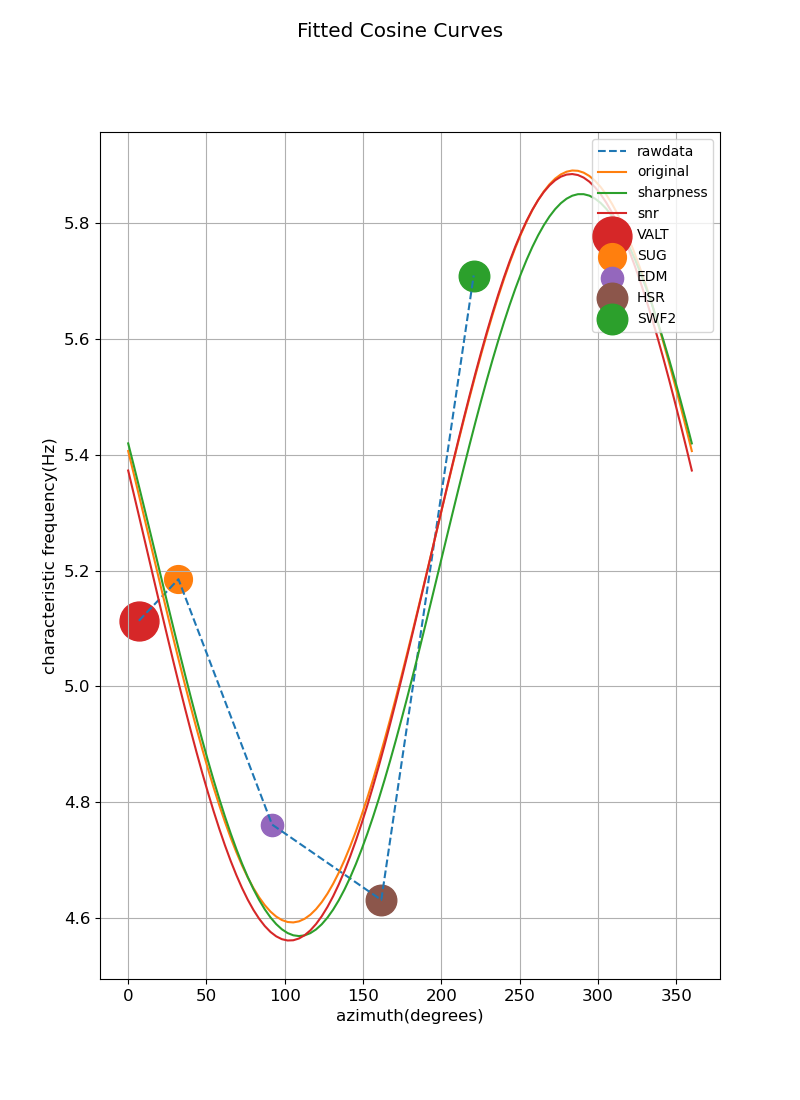 Fitted Cosine Curves
rawdata
original
sharpness
snr
VALT
SUG
EDM
HSR
SWF2
characteristic frequency(Hz)
5.8
5.6
5.4
5.2
5.0
4.8
4.6
0 50 100 150 200 250 300 350
azimuth(degrees)